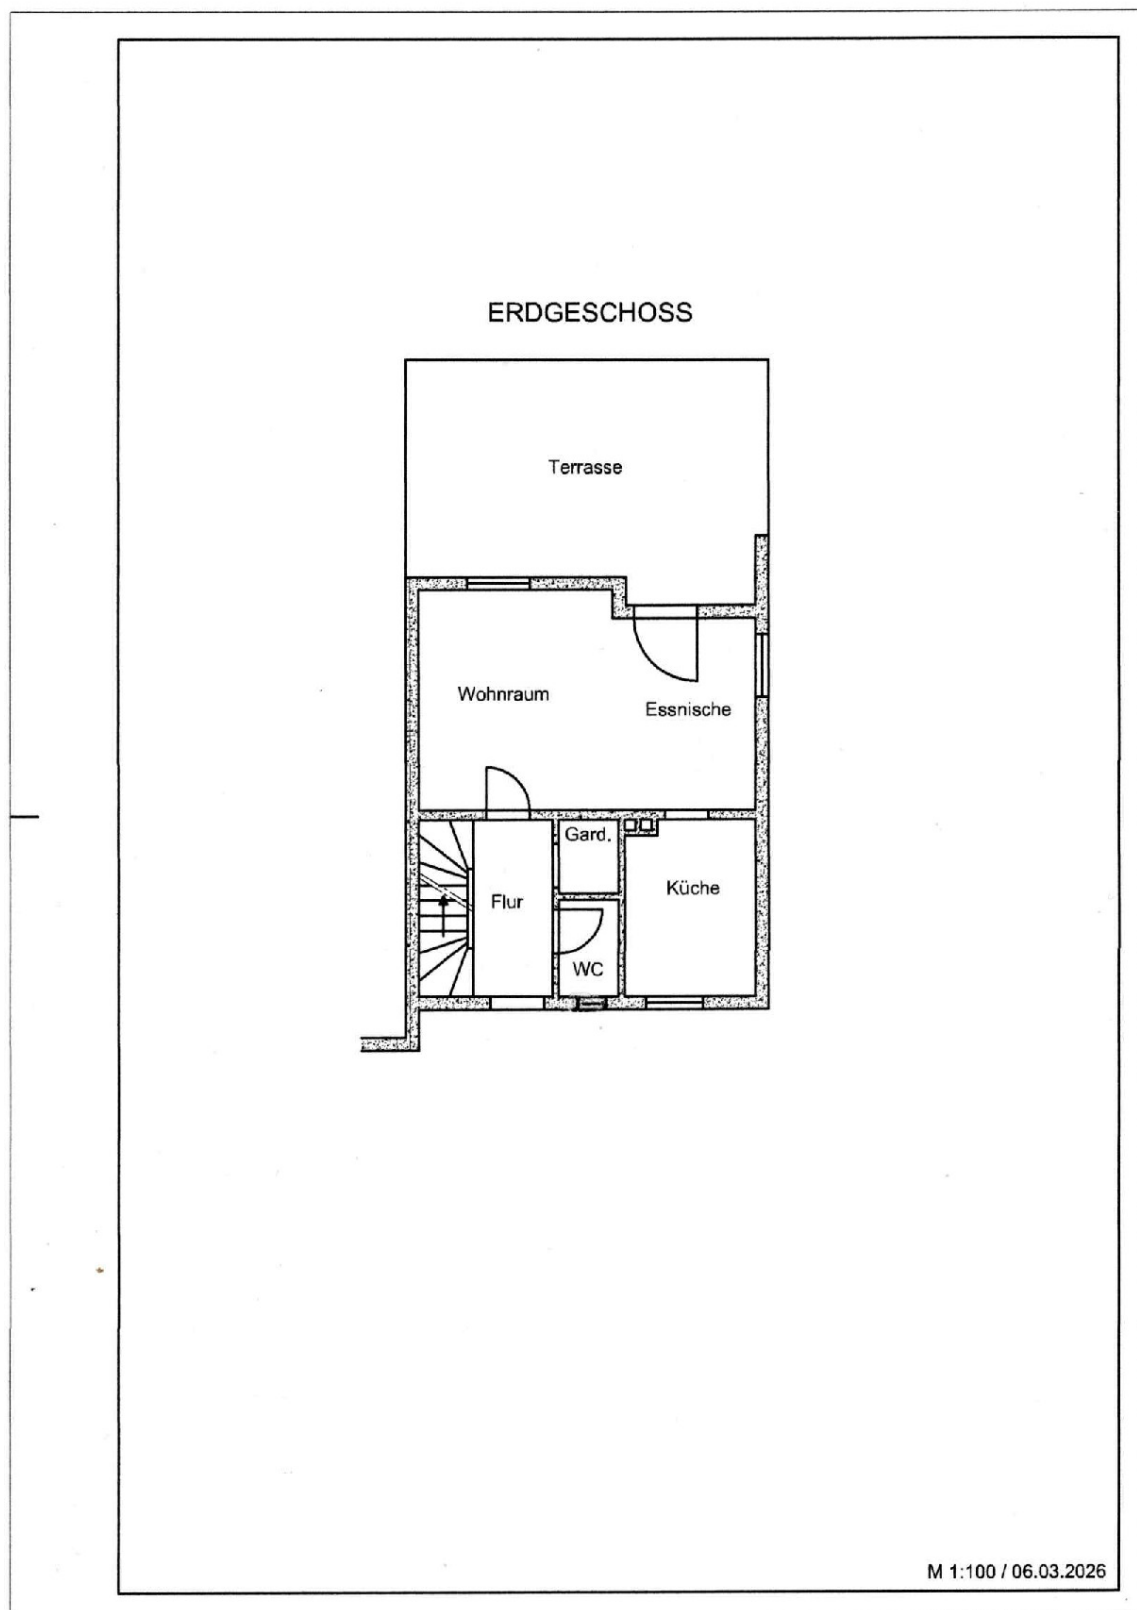 ERDGESCHOSS
Terrasse
Wohnraum
Essnische
Gard.
Flur
Küche
WC
M 1:100 / 06.03.2026